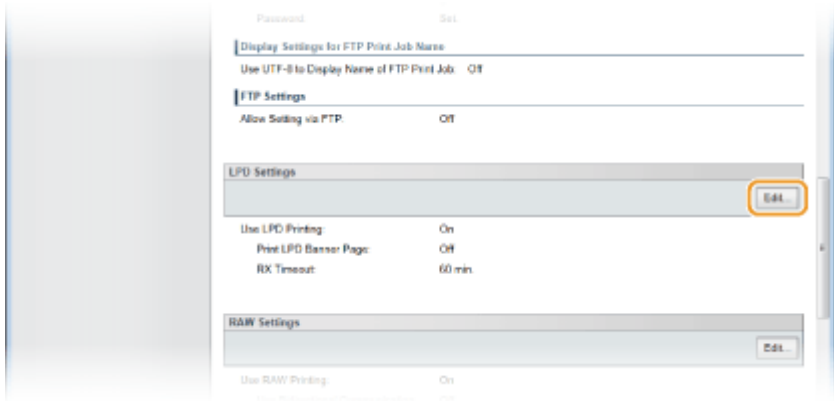 Password: Set.
Display Settings for FTP Print Job Name
Use UTF-8 to Display Name of FTP Print Job: Off
FTP Settings
Allow Setting via FTP: Off
LPD Settings
Edit...
Use LPD Printing: On
Print LPD Banner Page: Off
RX Timeout: 60 min.
RAW Settings
Edit...
Use RAW Printing: On